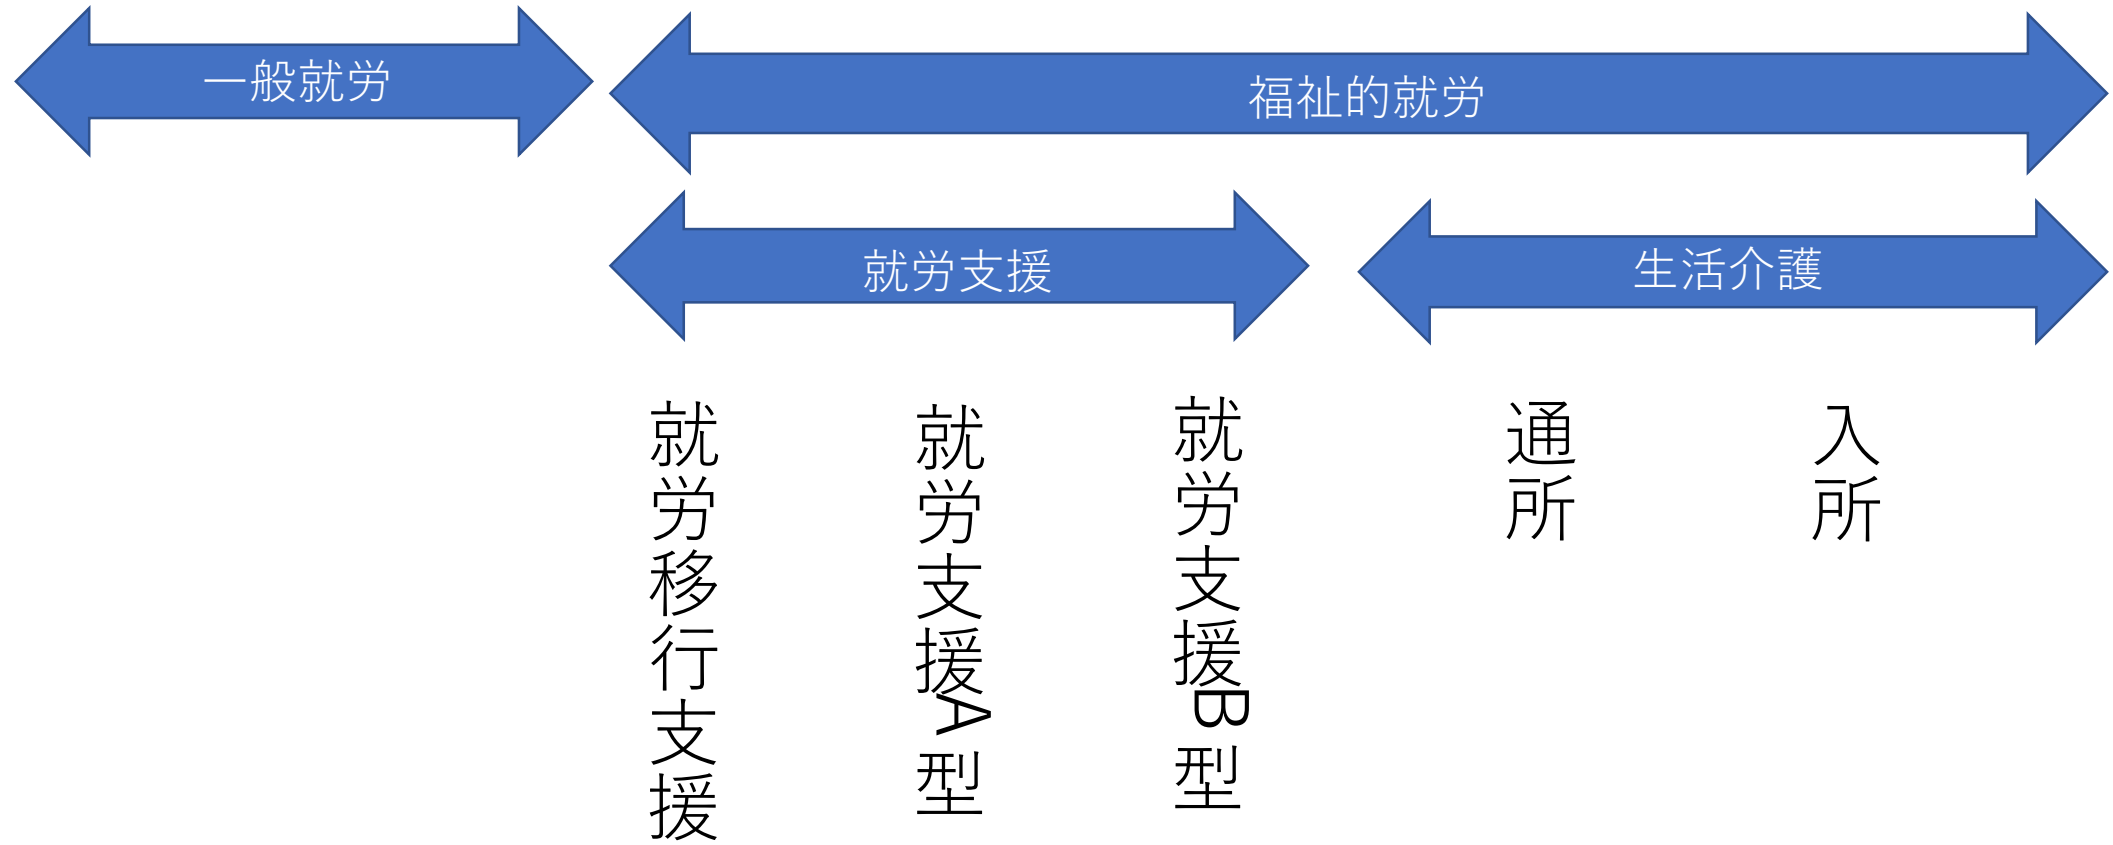 一般就労
福祉的就労
就労支援
生活介護
就労移行支援
就労支援A型
就労支援B型
通所
入所